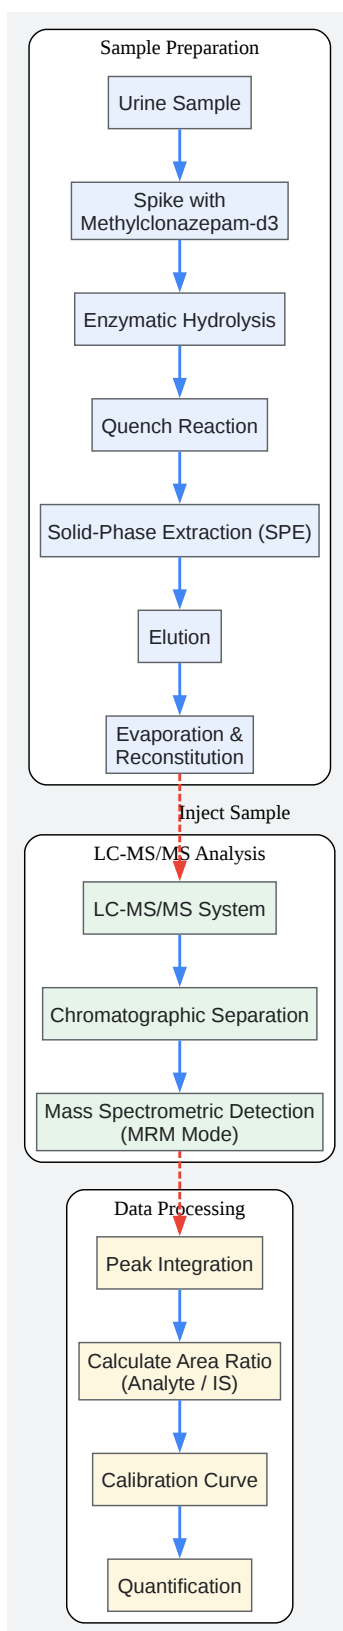 Sample Preparation
Urine Sample
Spike with
Methylclonazepam-d3
Enzymatic Hydrolysis
Quench Reaction
Solid-Phase Extraction (SPE)
Elution
Evaporation &
Reconstitution
Inject Sample
LC-MS/MS Analysis
LC-MS/MS System
Chromatographic Separation
Mass Spectrometric Detection
(MRM Mode)
Data Processing
Peak Integration
Calculate Area Ratio
(Analyte / IS)
Calibration Curve
Quantification